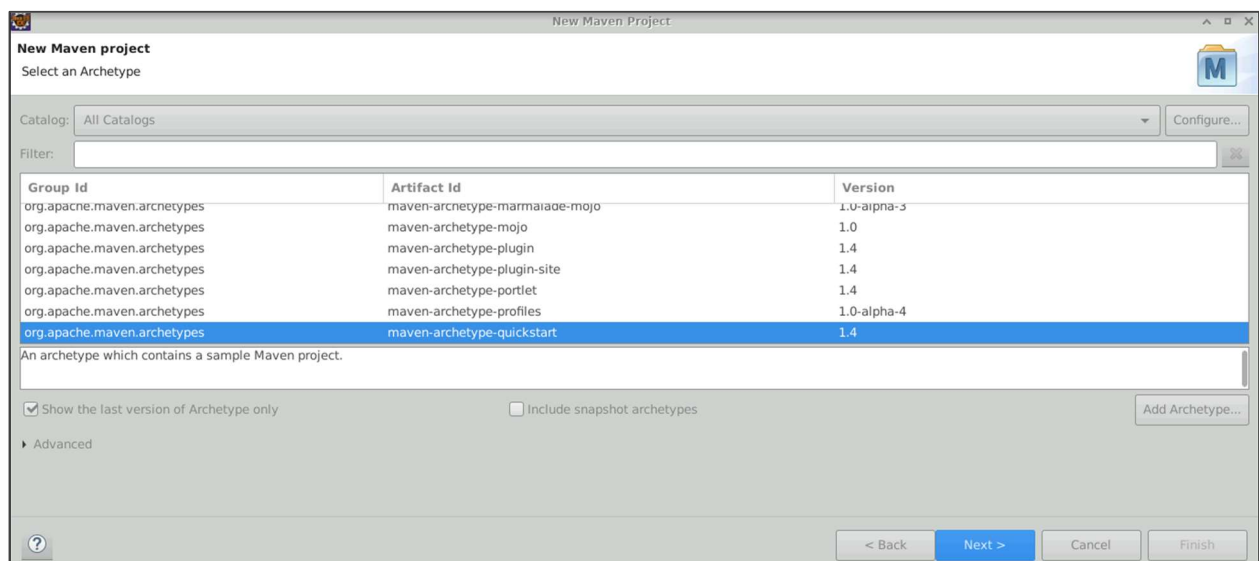 New Maven Project
New Maven project
Select an Archetype
M
Catalog: All Catalogs Configure...
Filter:
Group Id Artifact Id Version
org.apache.maven.archetypes maven-archetype-marmalade-mojo 1.0-alpha-3
org.apache.maven.archetypes maven-archetype-mojo 1.0
org.apache.maven.archetypes maven-archetype-plugin 1.4
org.apache.maven.archetypes maven-archetype-plugin-site 1.4
org.apache.maven.archetypes maven-archetype-portlet 1.4
org.apache.maven.archetypes maven-archetype-profiles 1.0-alpha-4
org.apache.maven.archetypes maven-archetype-quickstart 1.4
An archetype which contains a sample Maven project.
Show the last version of Archetype only Include snapshot archetypes Add Archetype...
Advanced
? < Back Next > Cancel Finish